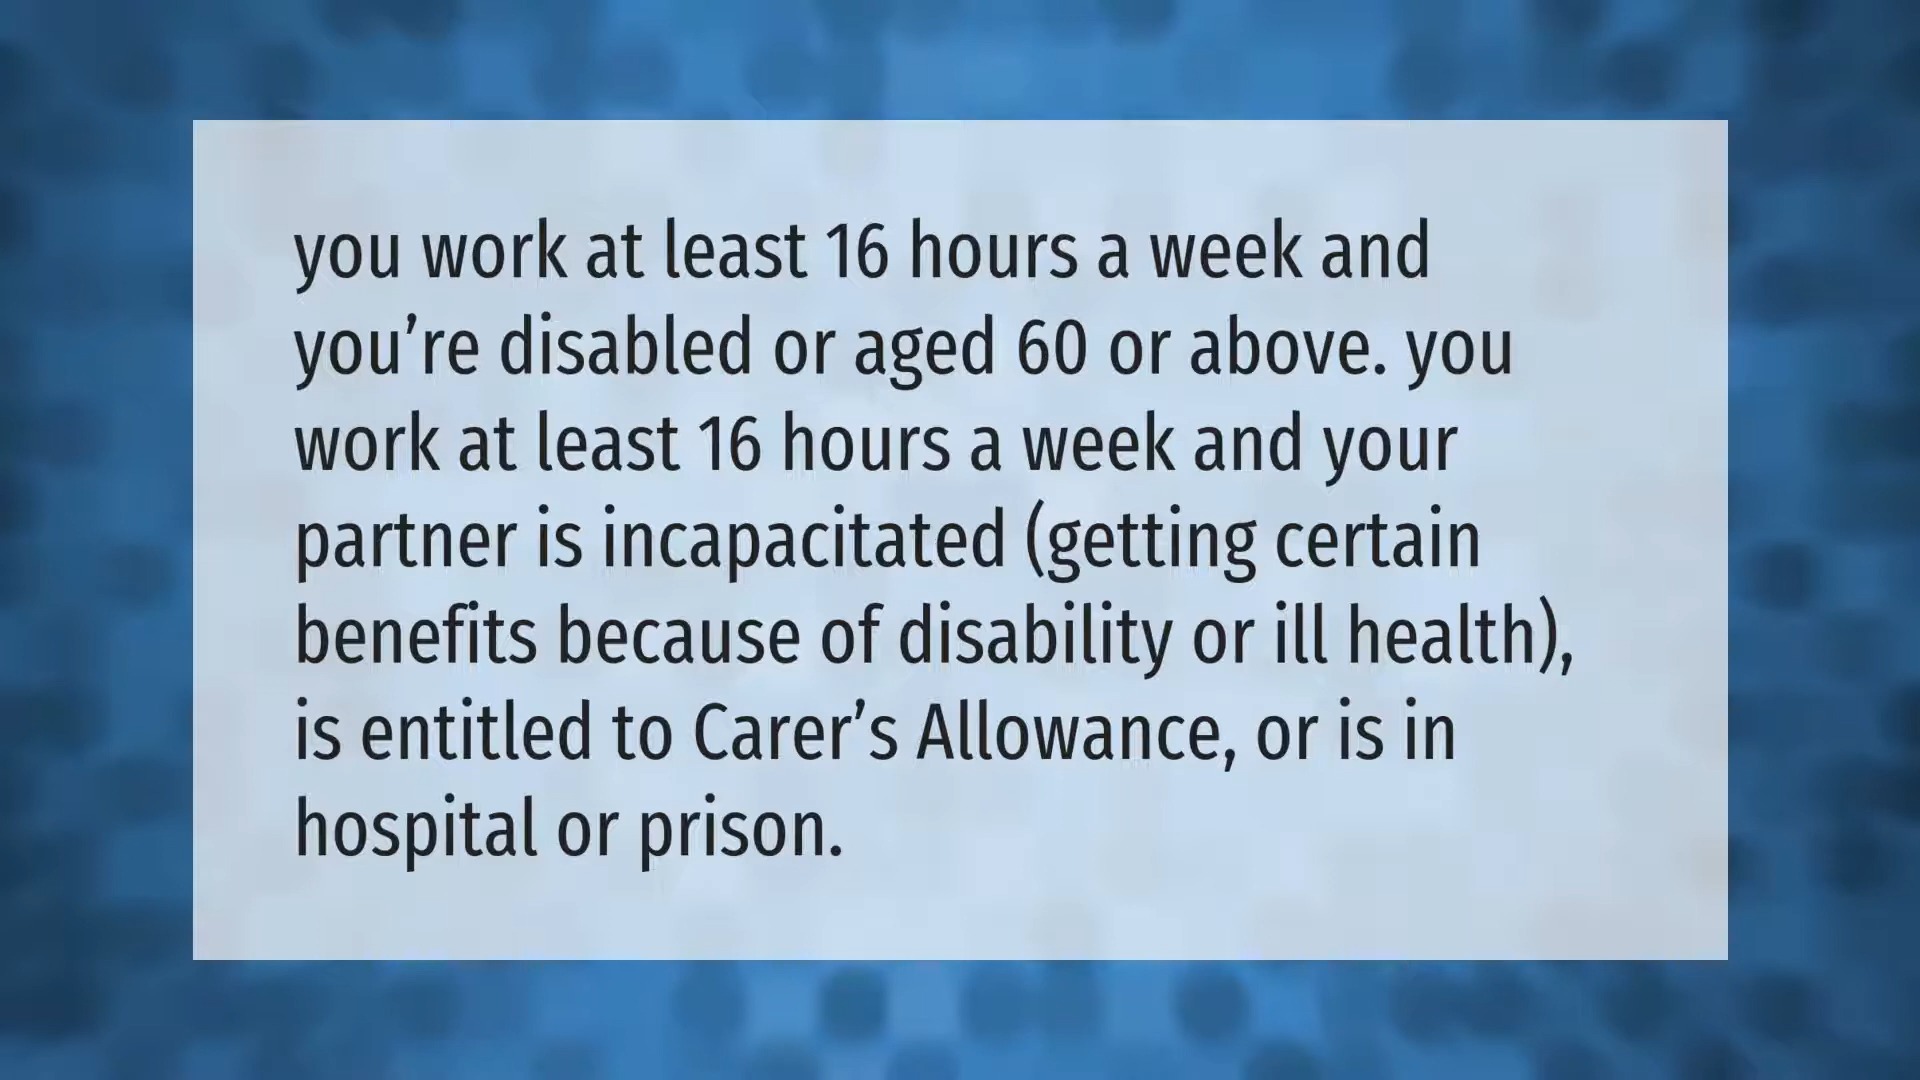 you work at least 16 hours a week and
you’re disabled or aged 60 or above. you
work at least 16 hours a week and your
partner is incapacitated (getting certain
benefits because of disability or ill health),
is entitled to Carer’s Allowance, or is in
hospital or prison.